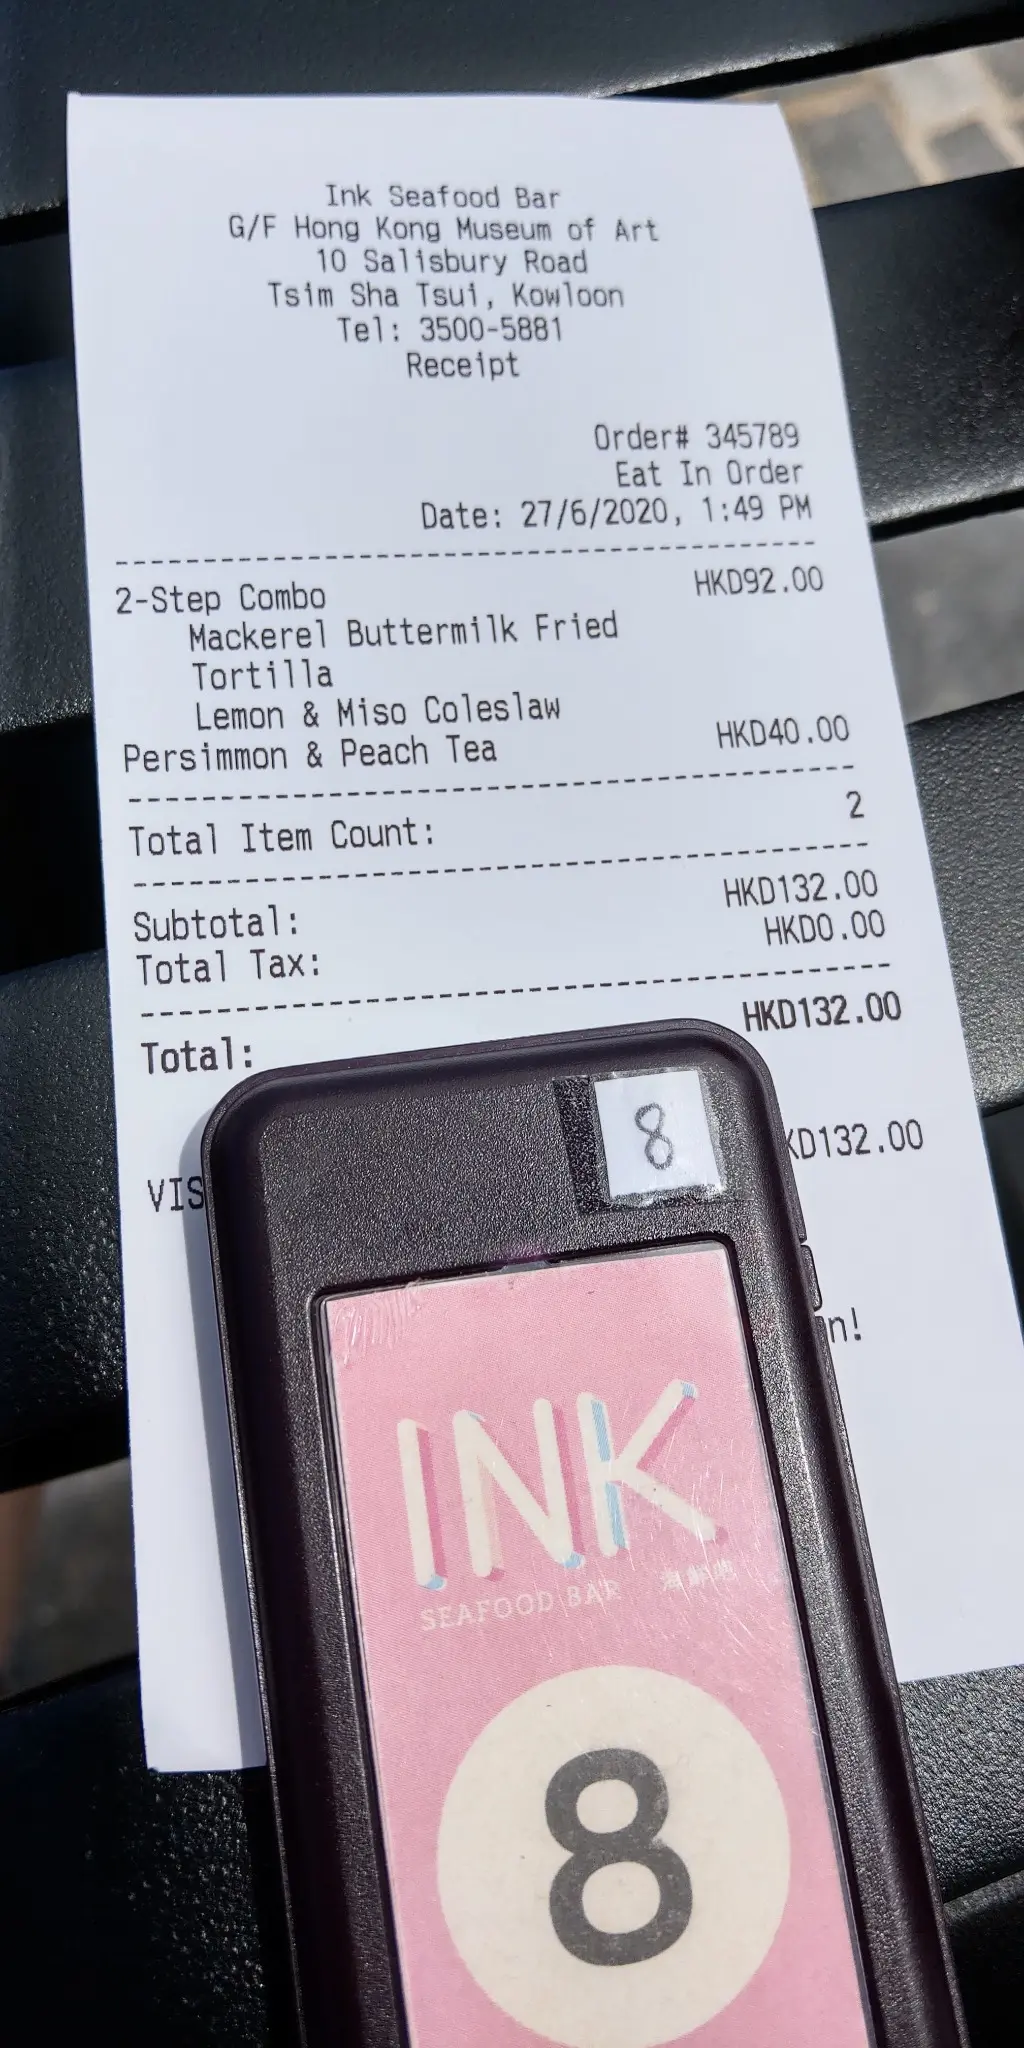 Ink Seafood Bar
G/F Hong Kong Museum of Art
10 Salisbury Road
Tsim Sha Tsui, Kowloon
Tel: 3500-5881
Receipt
Order# 345789
Eat In Order
Date: 27/6/2020, 1:49 PM
2-Step Combo HKD92.00
Mackerel Buttermilk Fried
Tortilla
Lemon & Miso Coleslaw
Persimmon & Peach Tea HKD40.00
Total Item Count: 2
Subtotal: HKD132.00
Total Tax: HKD0.00
Total: HKD132.00
VIS KD132.00
n!
8
INK
SEAFOOD BAR
8